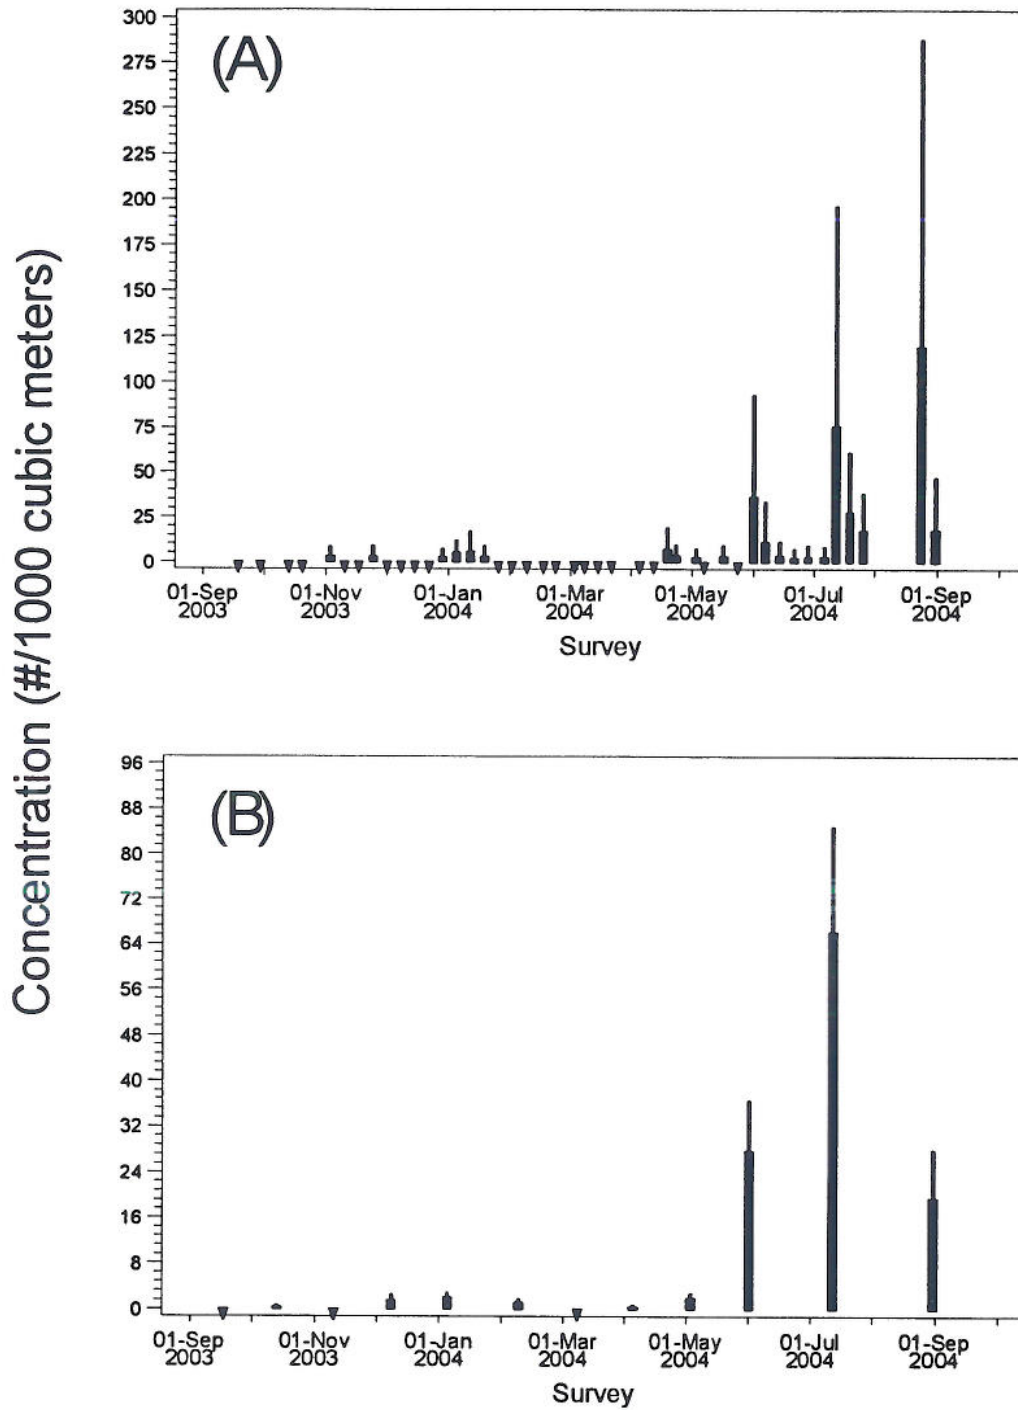 Concentration (#/1000 cubic meters)
(A)
300
275
250
225
200
175
150
125
100
75
50
25
0
01-Sep 01-Nov 01-Jan 01-Mar 01-May 01-Jul 01-Sep
2003 2003 2004 2004 2004 2004 2004
Survey
(B)
96
88
80
72
64
56
48
40
32
24
16
8
0
01-Sep 01-Nov 01-Jan 01-Mar 01-May 01-Jul 01-Sep
2003 2003 2004 2004 2004 2004 2004
Survey